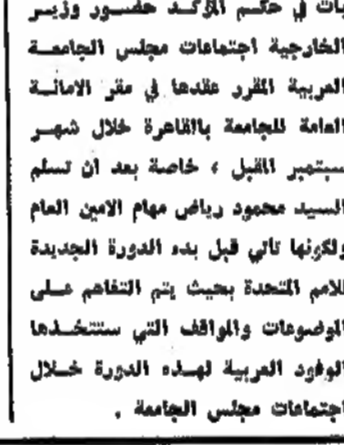 بات في حكم المؤكد حضور وزير
الخارجية اجتماعات مجلس الجامعة
العربية المقرر عقدها في مقر الامانة
العامة للجامعة بالقاهرة خلال شهر
سبتمبر المقبل ، خاصة بعد ان تسلم
السيد محمود رياض مهام الامين العام
ولكونها تأتي قبل بدء الدورة الجديدة
للامم المتحدة بحيث يتم التفاهم على
الموضوعات والمواقف التي ستتخذها
الوفود العربية لهذه الدورة خلال
اجتماعات مجلس الجامعة .